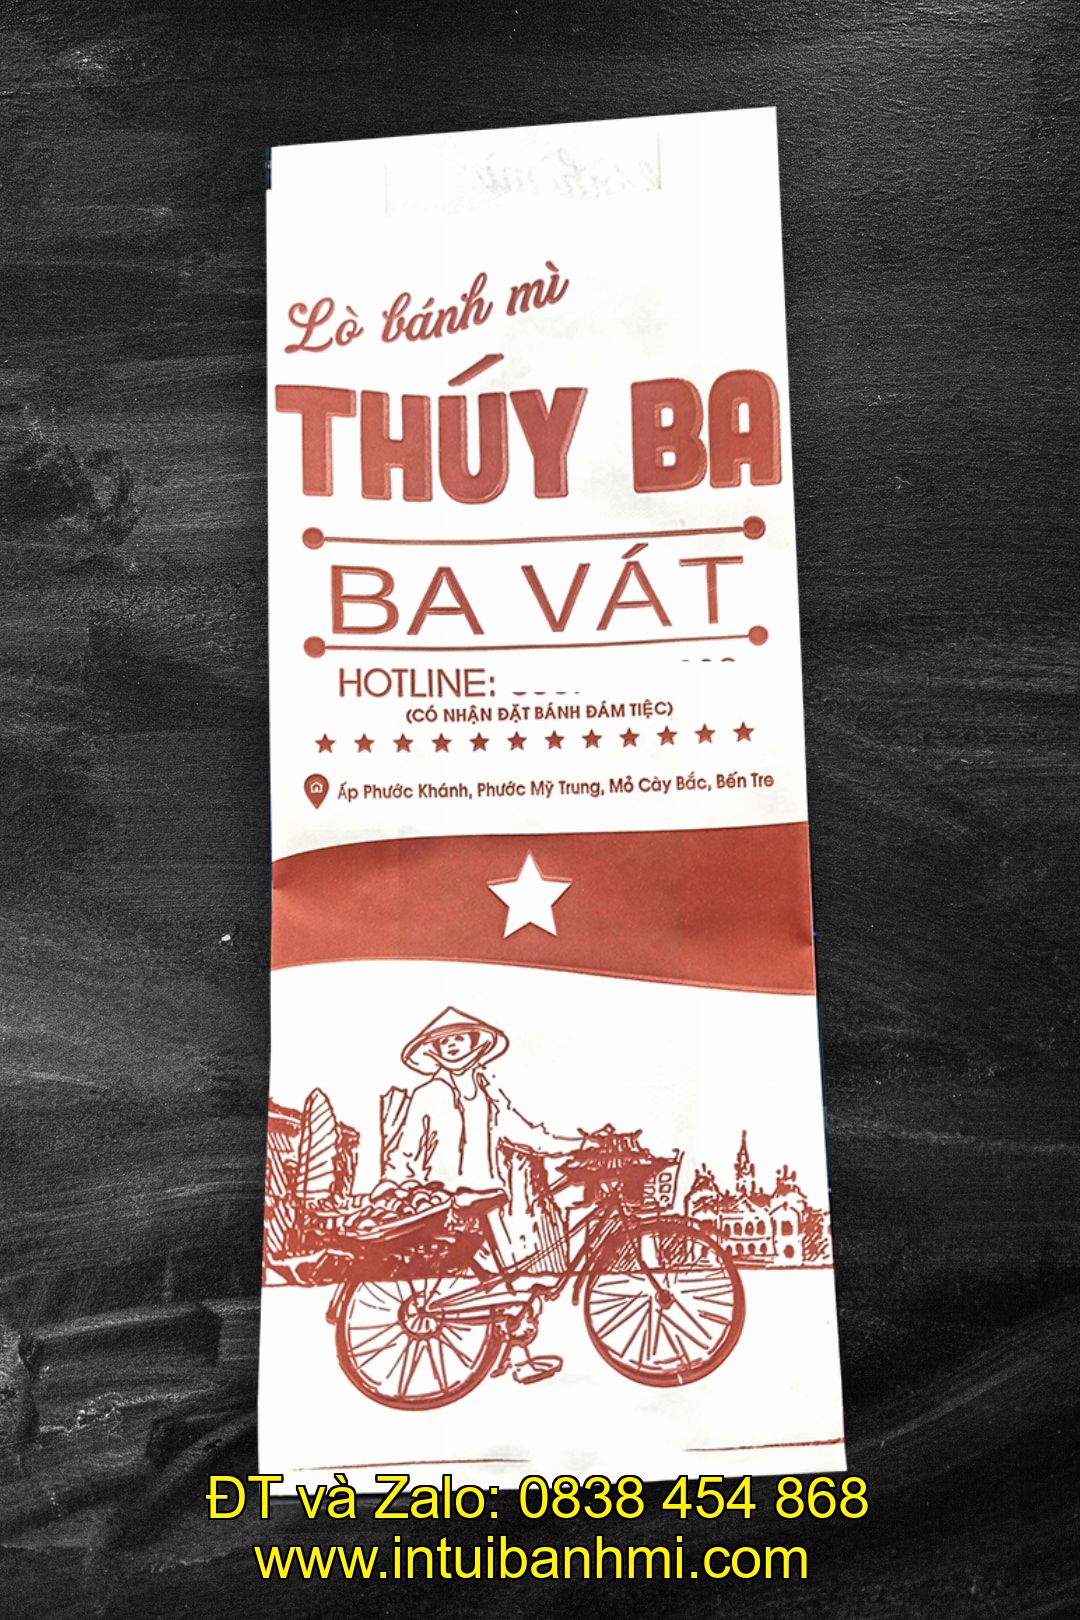 Lò bánh mì
THÚY BA
BA VÁT
HOTLINE:
(CÓ NHẬN ĐẶT BÁNH ĐÁM TIỆC)
Ấp Phước Khánh, Phước Mỹ Trung, Mỏ Cày Bắc, Bến Tre
ĐT và Zalo: 0838 454 868
www.intuibanhmi.com